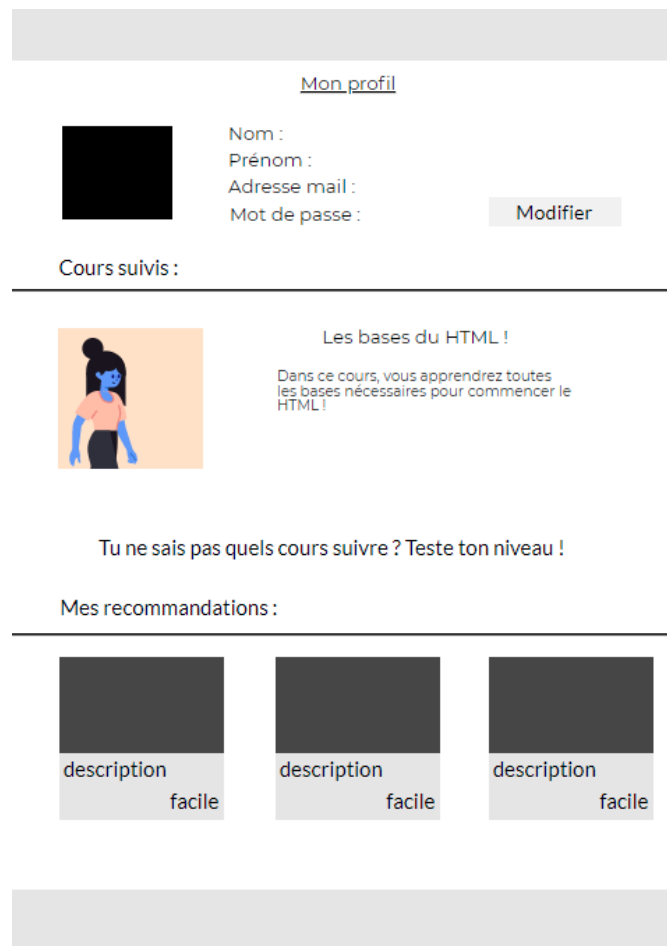 Mon profil
Nom :
Prénom :
Adresse mail :
Mot de passe :
Modifier
Cours suivis :
Les bases du HTML !
Dans ce cours, vous apprendrez toutes
les bases nécessaires pour commencer le
HTML !
Tu ne sais pas quels cours suivre ? Teste ton niveau !
Mes recommandations :
description
facile
description
facile
description
facile